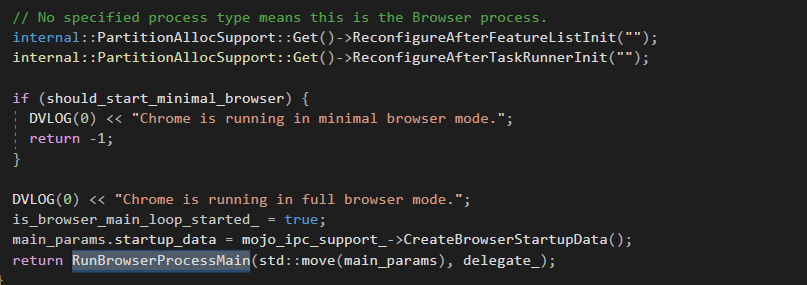 // No specified process type means this is the Browser process.
internal::PartitionAllocSupport::Get()->ReconfigureAfterFeatureListInit("");
internal::PartitionAllocSupport::Get()->ReconfigureAfterTaskRunnerInit("");
if (should_start_minimal_browser) {
DVLOG(0) << "Chrome is running in minimal browser mode.";
return -1;
}
DVLOG(0) << "Chrome is running in full browser mode.";
is_browser_main_loop_started_ = true;
main_params.startup_data = mojo_ipc_support_->CreateBrowserStartupData();
return RunBrowserProcessMain(std::move(main_params), delegate_);
}